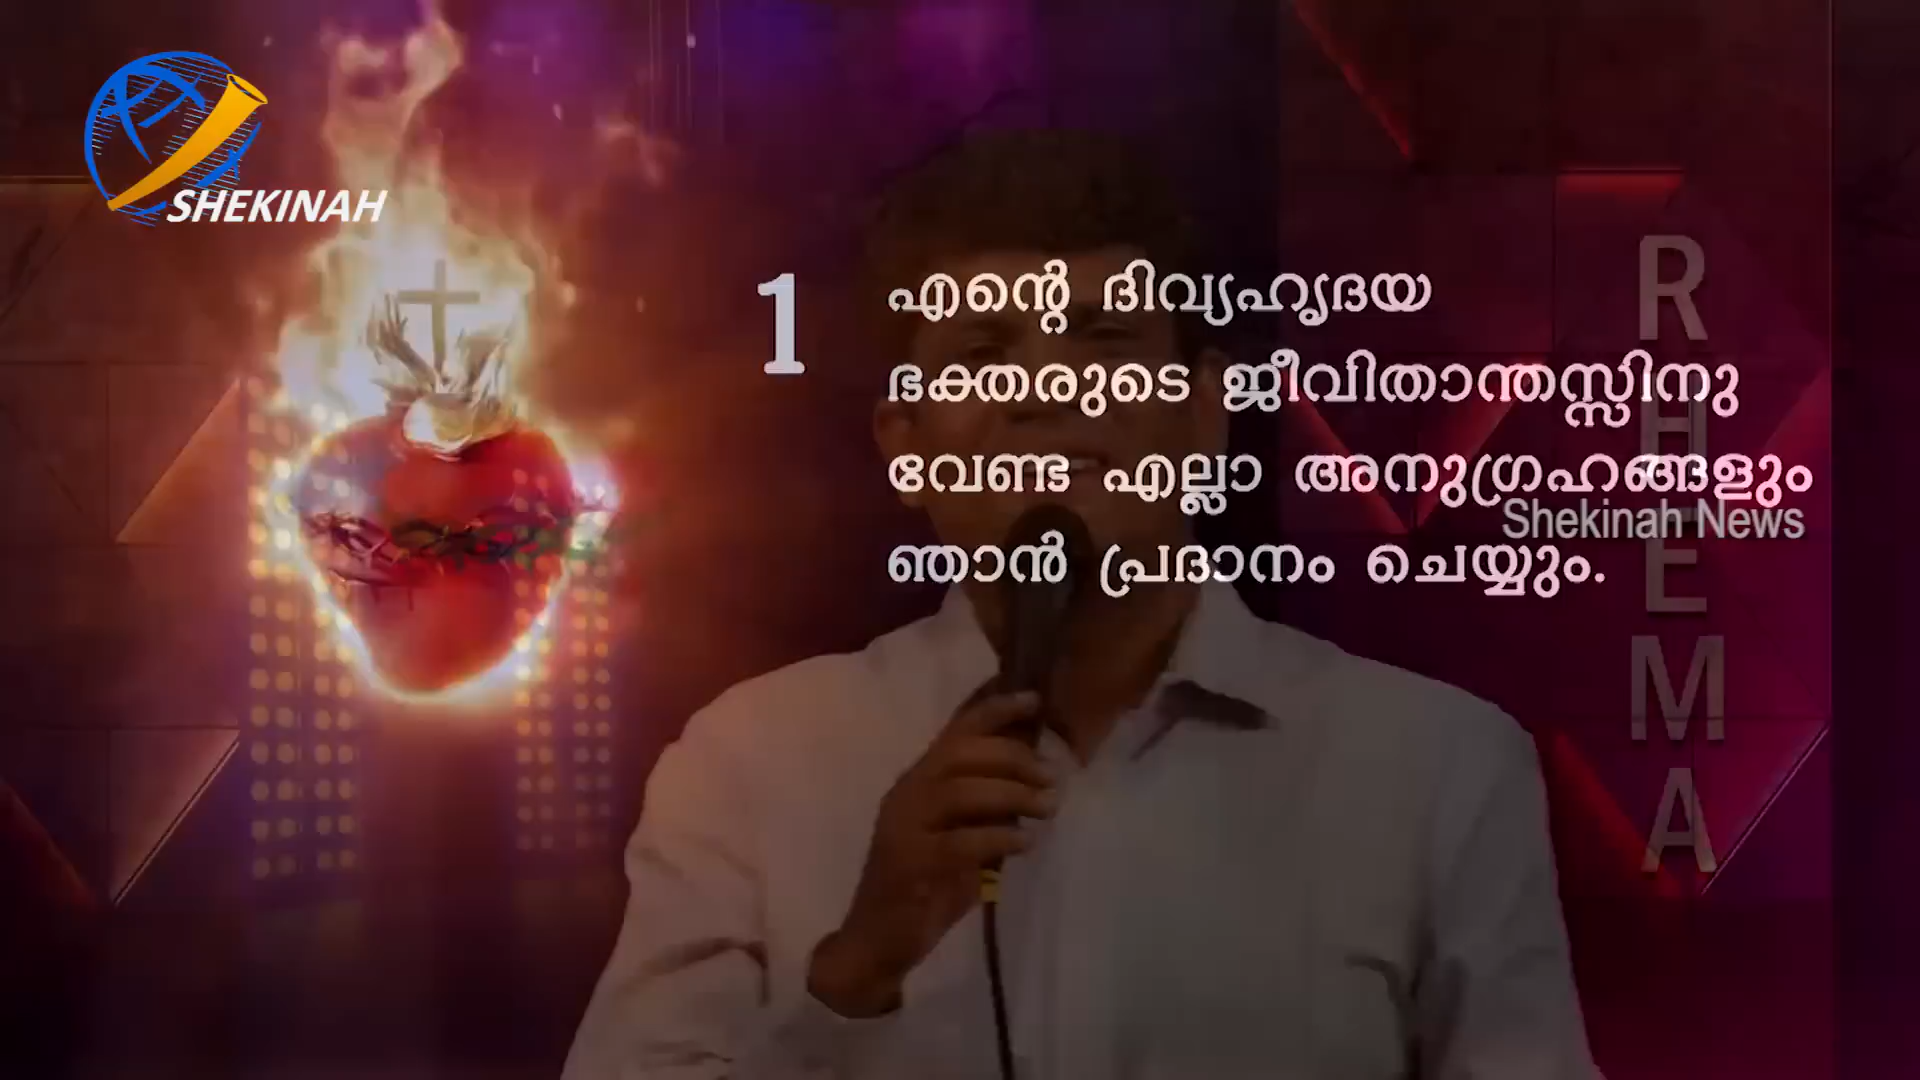 SHEKINAH
1
എന്റെ ദിവ്യഹൃദയ
ഭക്തരുടെ ജീവിതാന്തസ്സിനു
വേണ്ട എല്ലാ അനുഗ്രഹങ്ങളും
ഞാൻ പ്രദാനം ചെയ്യും.
Shekinah News
RHEMA